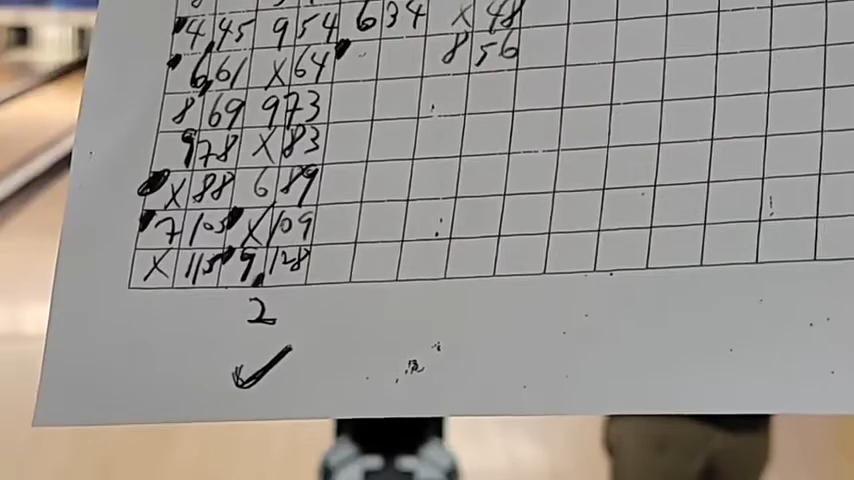 4 45 9 54 6 34 X 48
6 61 X 64 8 56
8 69 9 73
9 78 X 83
X 88 6 89
7 105 X 109
X 115 9 128
2